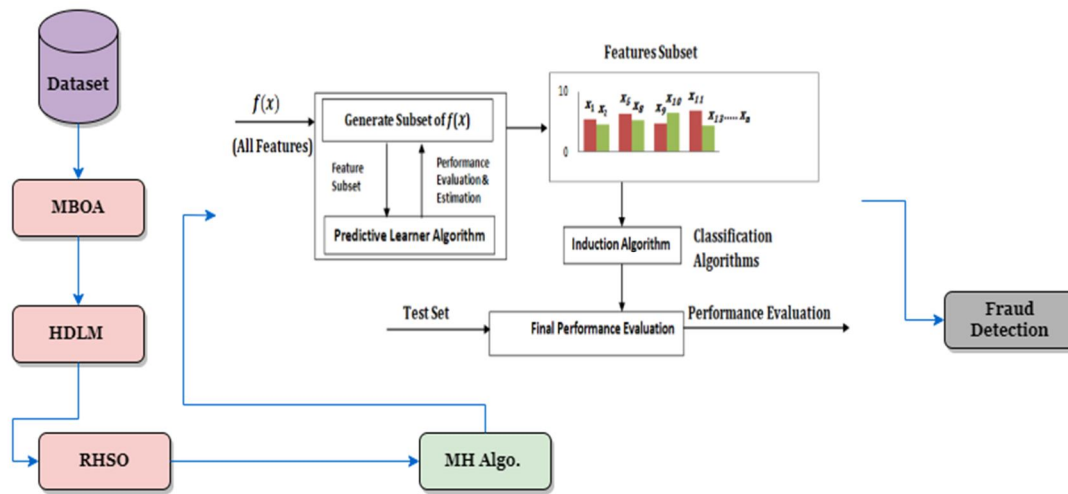 Dataset
MBOA
HDLM
RHSO
MH Algo.
f(x)
(All Features)
Generate Subset of f(x)
Feature
Subset
Performance
Evaluation &
Estimation
Predictive Learner Algorithm
Features Subset
10
0
x1 x2 x5 x8 x9 x10 x11 x13..... xn
Induction Algorithm
Classification
Algorithms
Test Set
Final Performance Evaluation
Performance Evaluation
Fraud
Detection